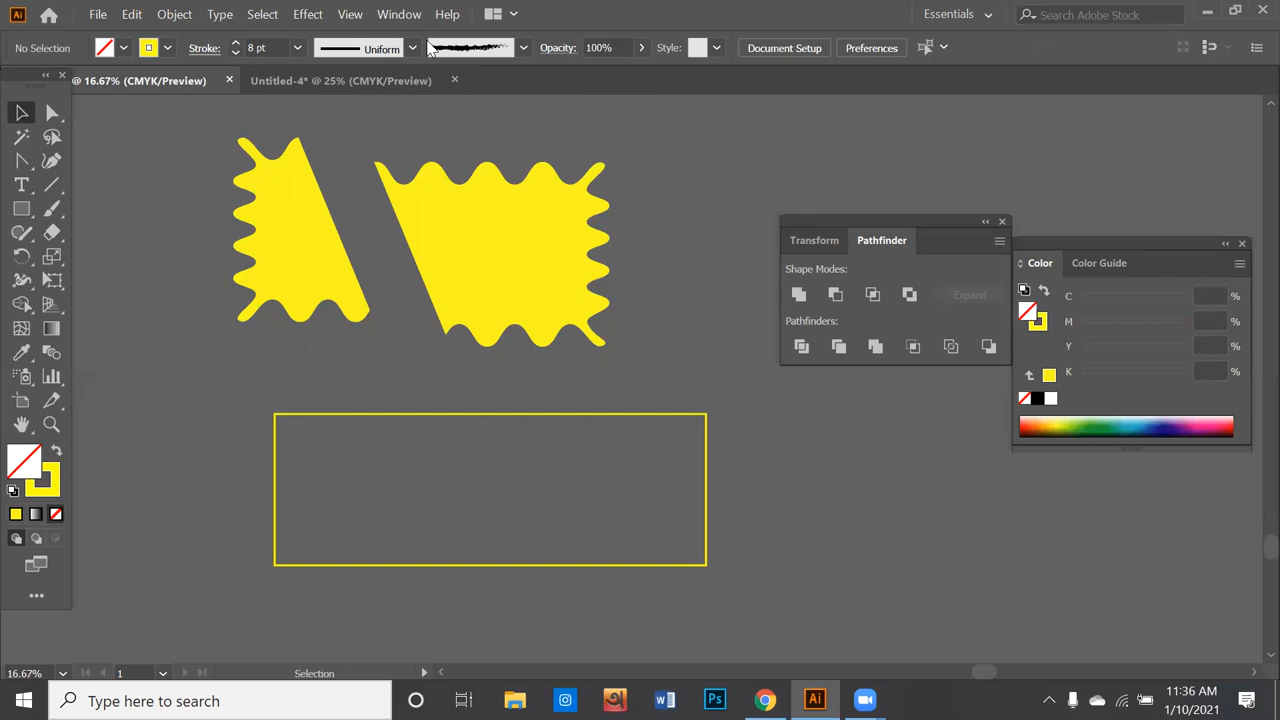 Ai File Edit Object Type Select Effect View Window Help Essentials Search Adobe Stock
No Selection Stroke: 8 pt Uniform Opacity: 100% Style: Document Setup Preferences
@ 16.67% (CMYK/Preview) Untitled-4* @ 25% (CMYK/Preview)
Transform Pathfinder
Shape Modes:
Expand
Pathfinders:
Color Color Guide
C %
M %
Y %
K %
16.67% 1 Selection
Type here to search
W Ps Ai
11:36 AM
1/10/2021